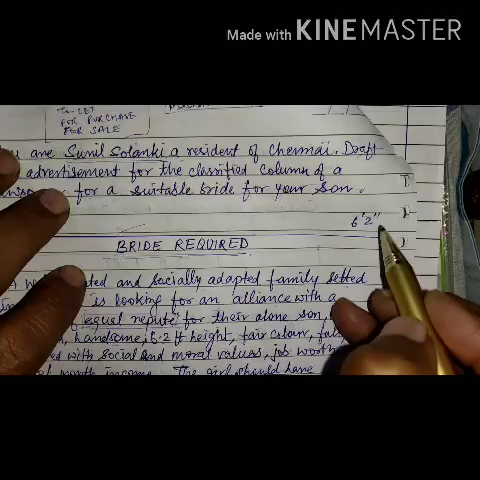 Made with KINEMASTER
TO-LET
FOR PURCHASE
FOR SALE
are Sunil Solanki a resident of Chennai. Draft
advertisement for the classified column of a
for a suitable bride for your son.
6'2"
BRIDE REQUIRED
and socially adapted family settled
is looking for an alliance with a
equal repute for their alone son,
handsome, 6.2 ft height, fair colour,
with social and moral values, job worth
month income. The girl should have